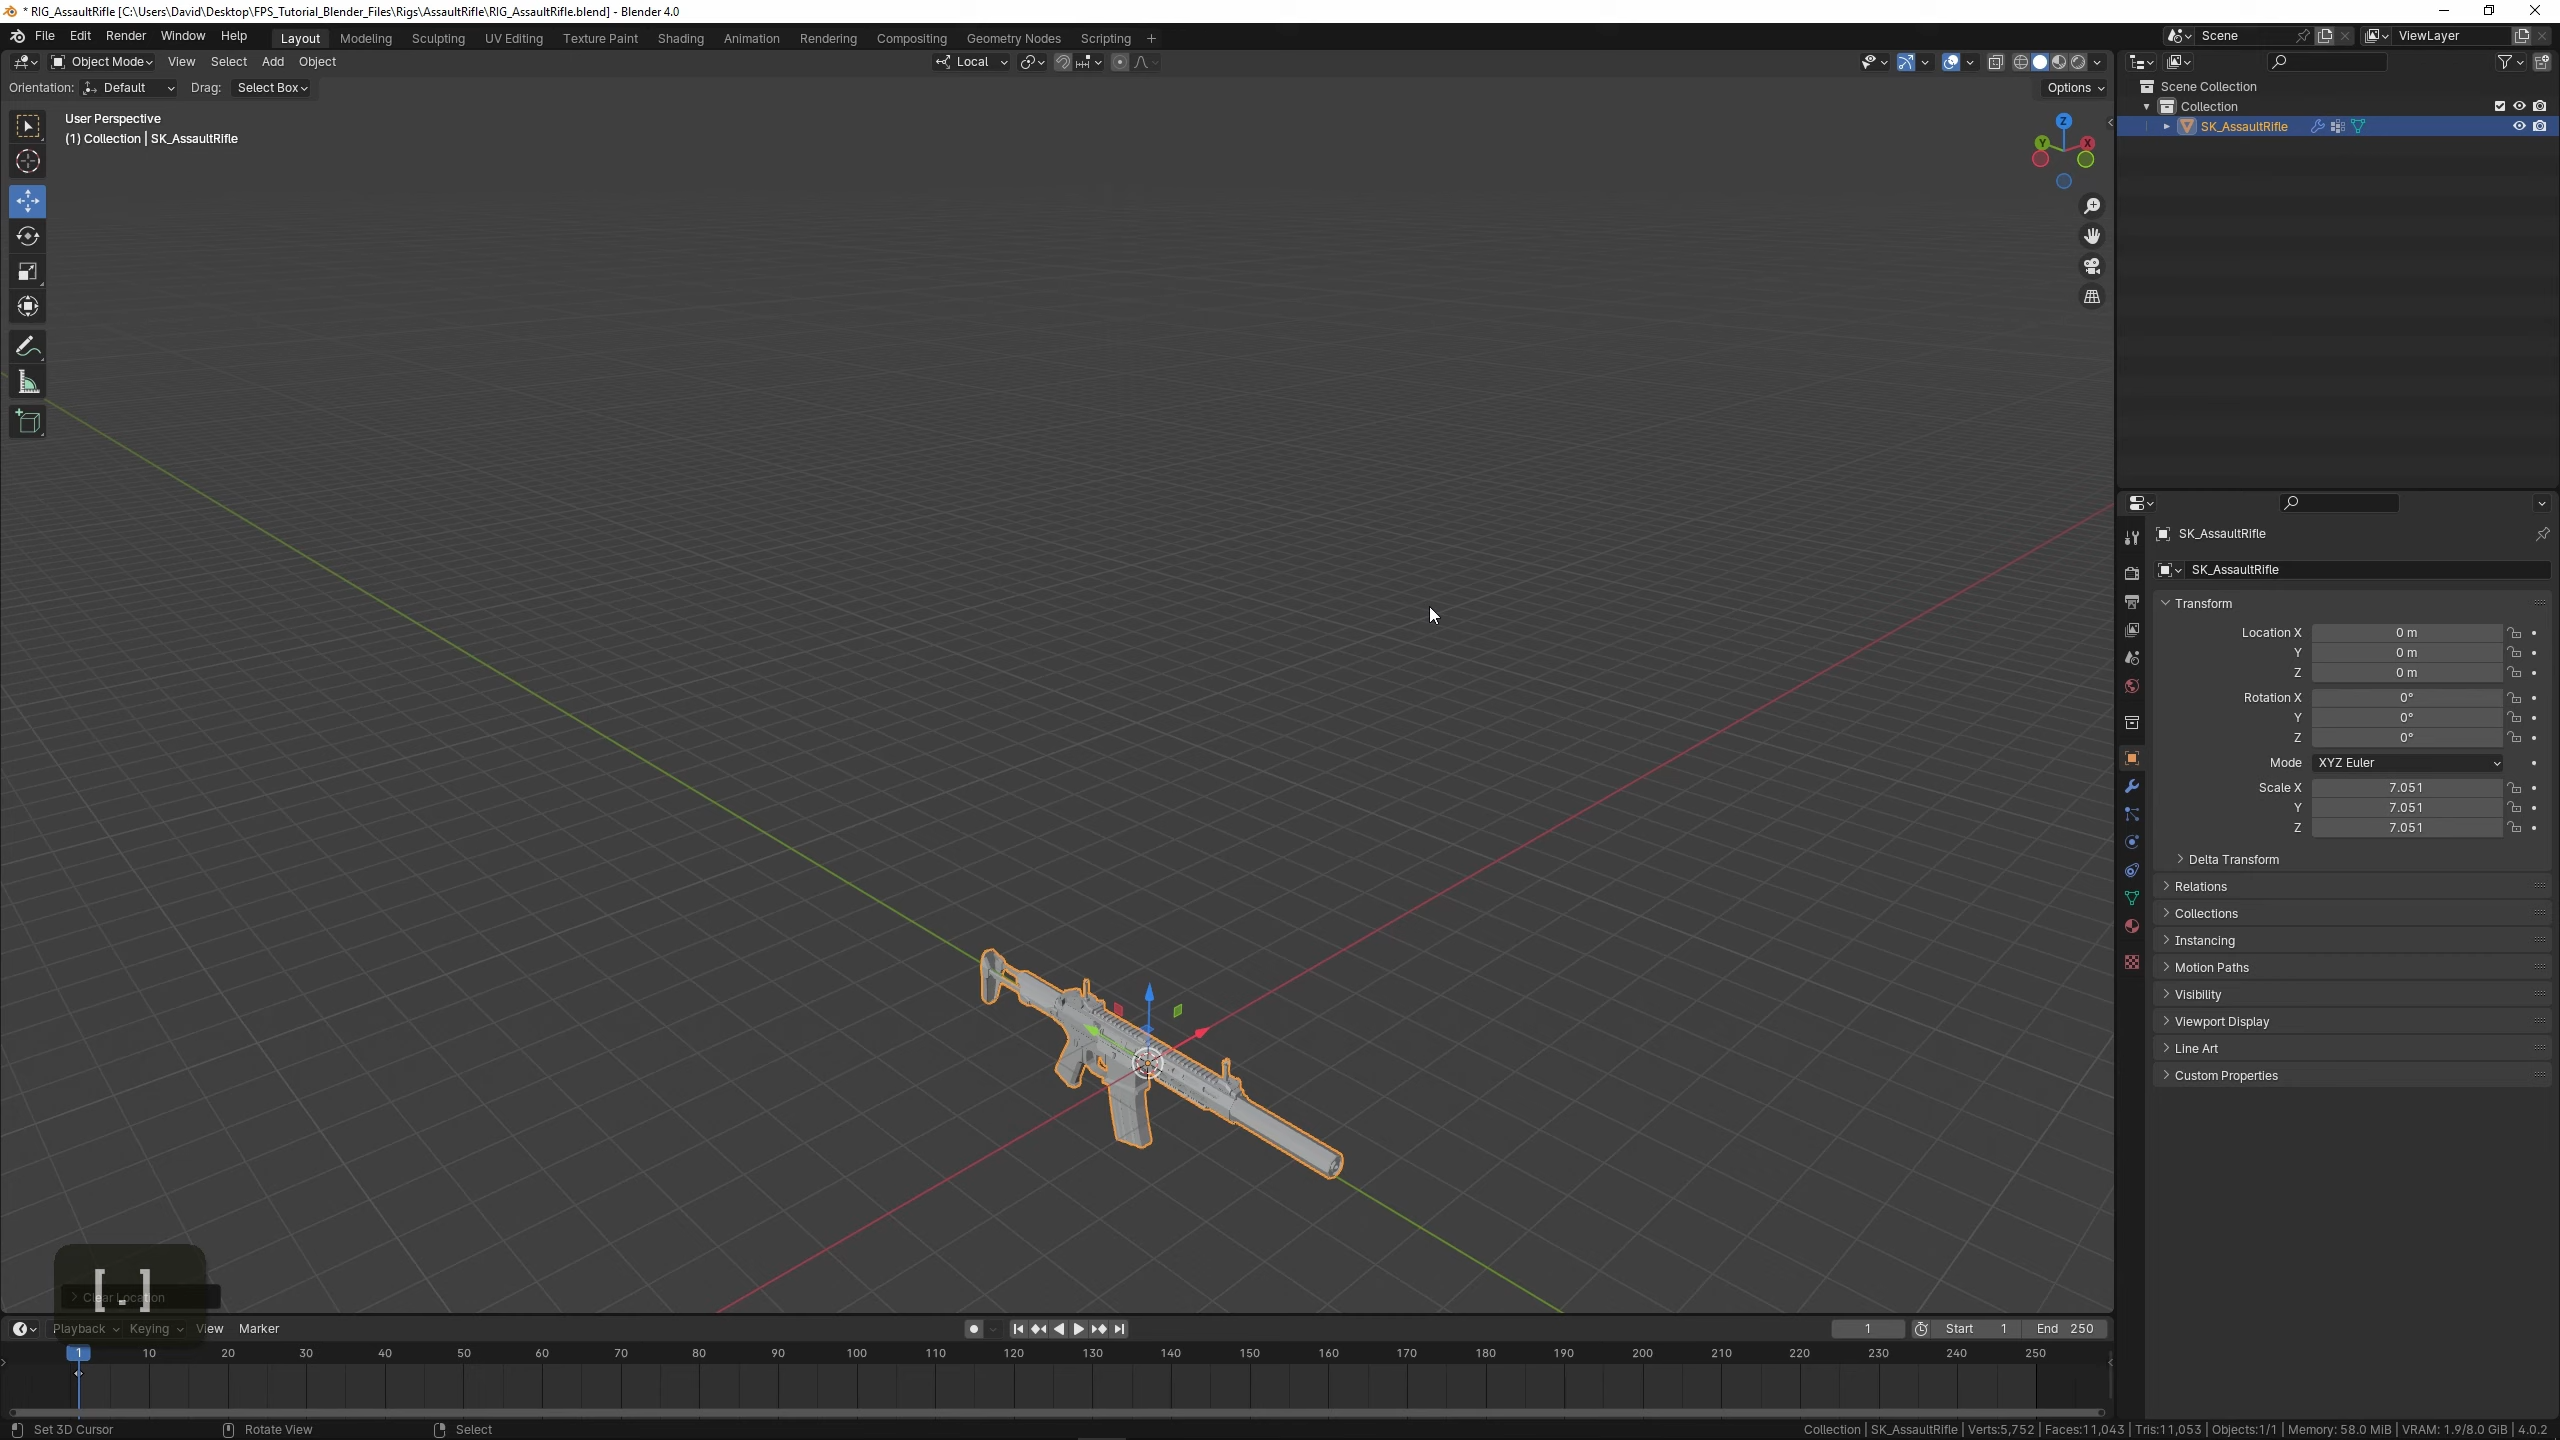 * RIG_AssaultRifle [C:\Users\David\Desktop\FPS_Tutorial_Blender_Files\Rigs\AssaultRifle\RIG_AssaultRifle.blend] - Blender 4.0
File Edit Render Window Help Layout Modeling Sculpting UV Editing Texture Paint Shading Animation Rendering Compositing Geometry Nodes Scripting + Scene ViewLayer
Object Mode View Select Add Object Local
Orientation: Default Drag: Select Box Options
User Perspective
(1) Collection | SK_AssaultRifle
Z
Y X
Scene Collection
Collection
SK_AssaultRifle
SK_AssaultRifle
SK_AssaultRifle
Transform
Location X 0 m
Y 0 m
Z 0 m
Rotation X 0°
Y 0°
Z 0°
Mode XYZ Euler
Scale X 7.051
Y 7.051
Z 7.051
Delta Transform
Relations
Collections
Instancing
Motion Paths
Visibility
Viewport Display
Line Art
Custom Properties
[.]
Clear Location
Playback Keying View Marker 1 Start 1 End 250
1 10 20 30 40 50 60 70 80 90 100 110 120 130 140 150 160 170 180 190 200 210 220 230 240 250
Set 3D Cursor Rotate View Select Collection | SK_AssaultRifle | Verts:5,752 | Faces:11,043 | Tris:11,053 | Objects:1/1 | Memory: 58.0 MiB | VRAM: 1.9/8.0 GiB | 4.0.2